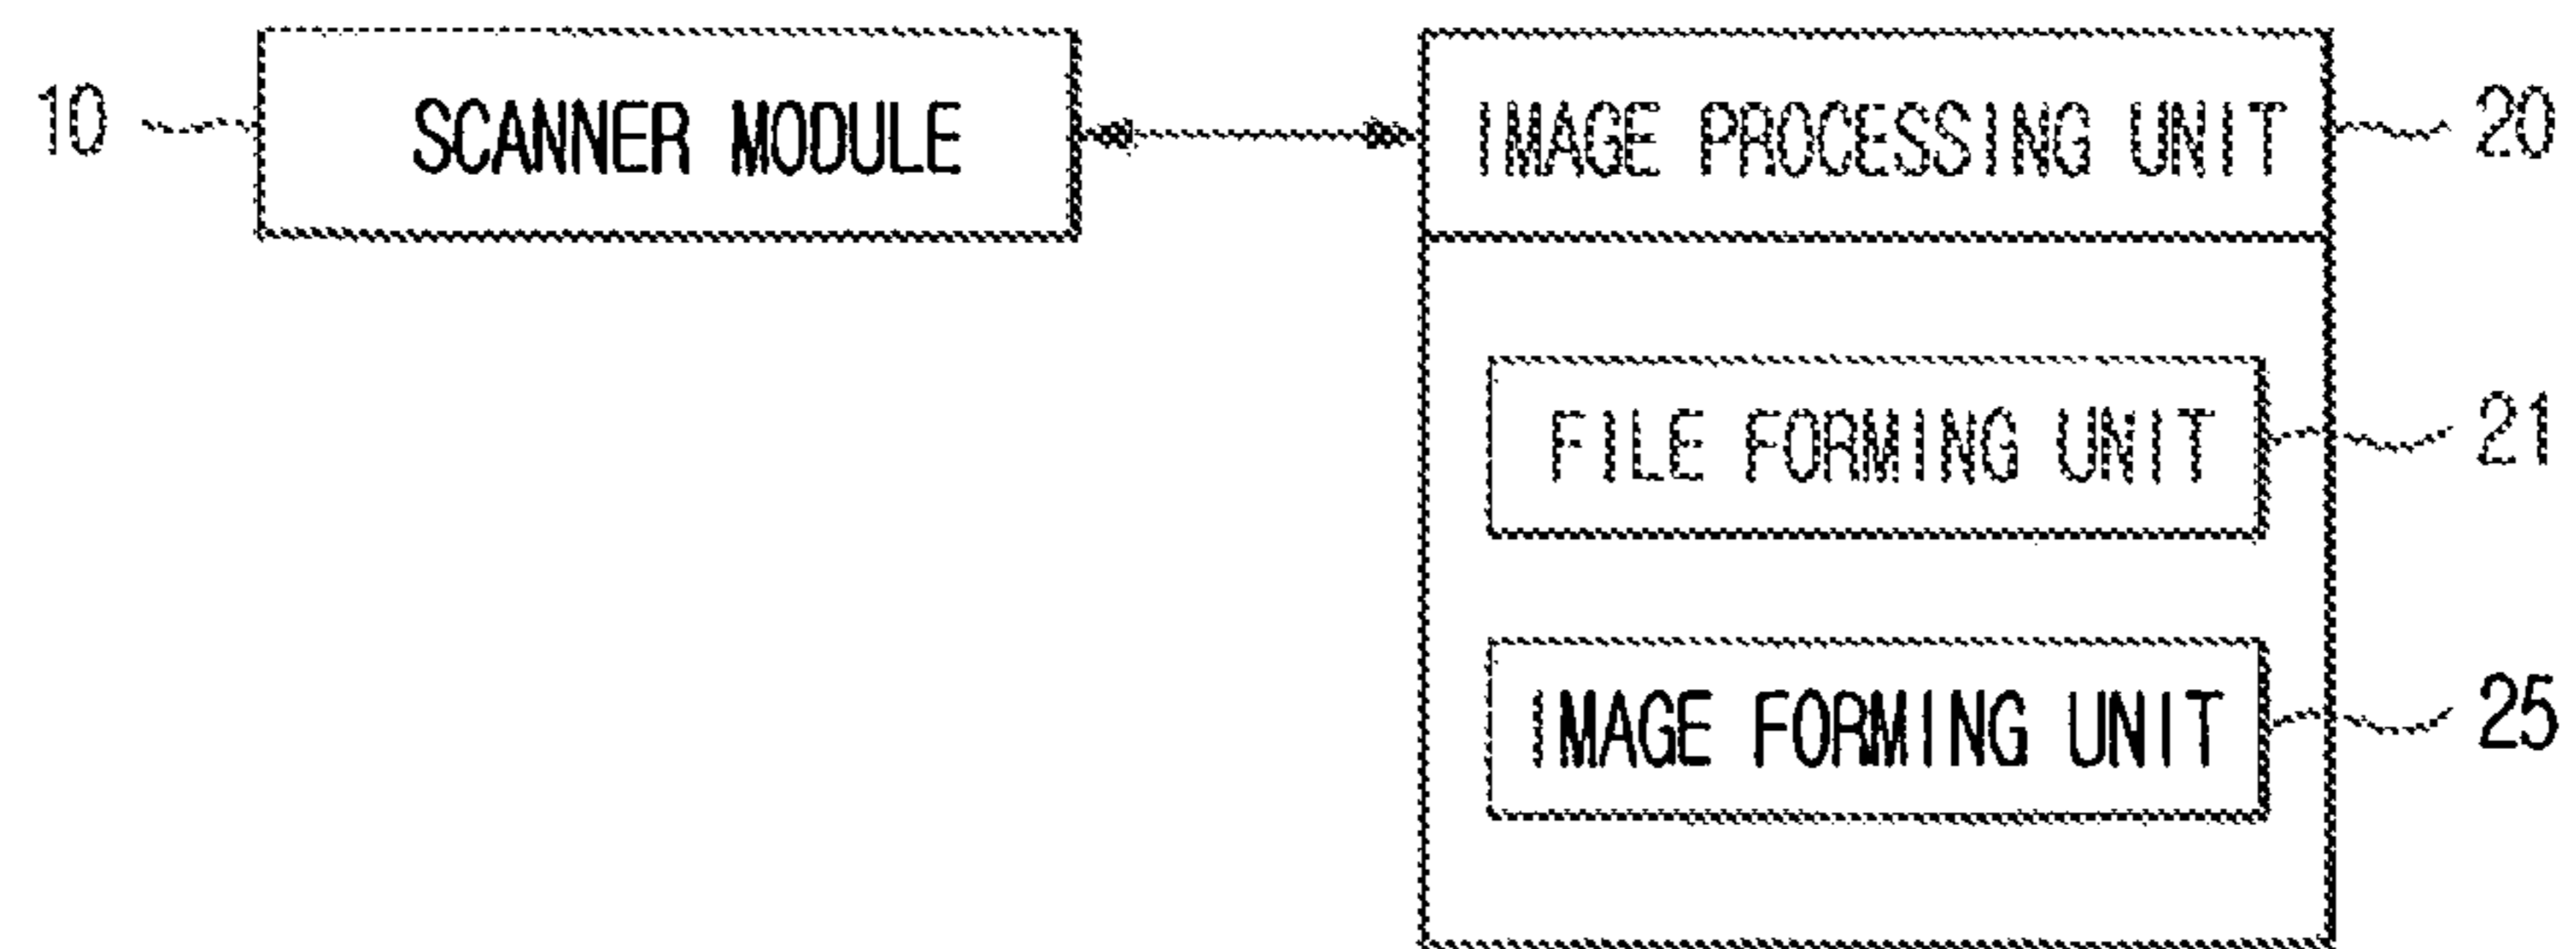 10 SCANNER MODULE IMAGE PROCESSING UNIT 20
FILE FORMING UNIT 21
IMAGE FORMING UNIT 25